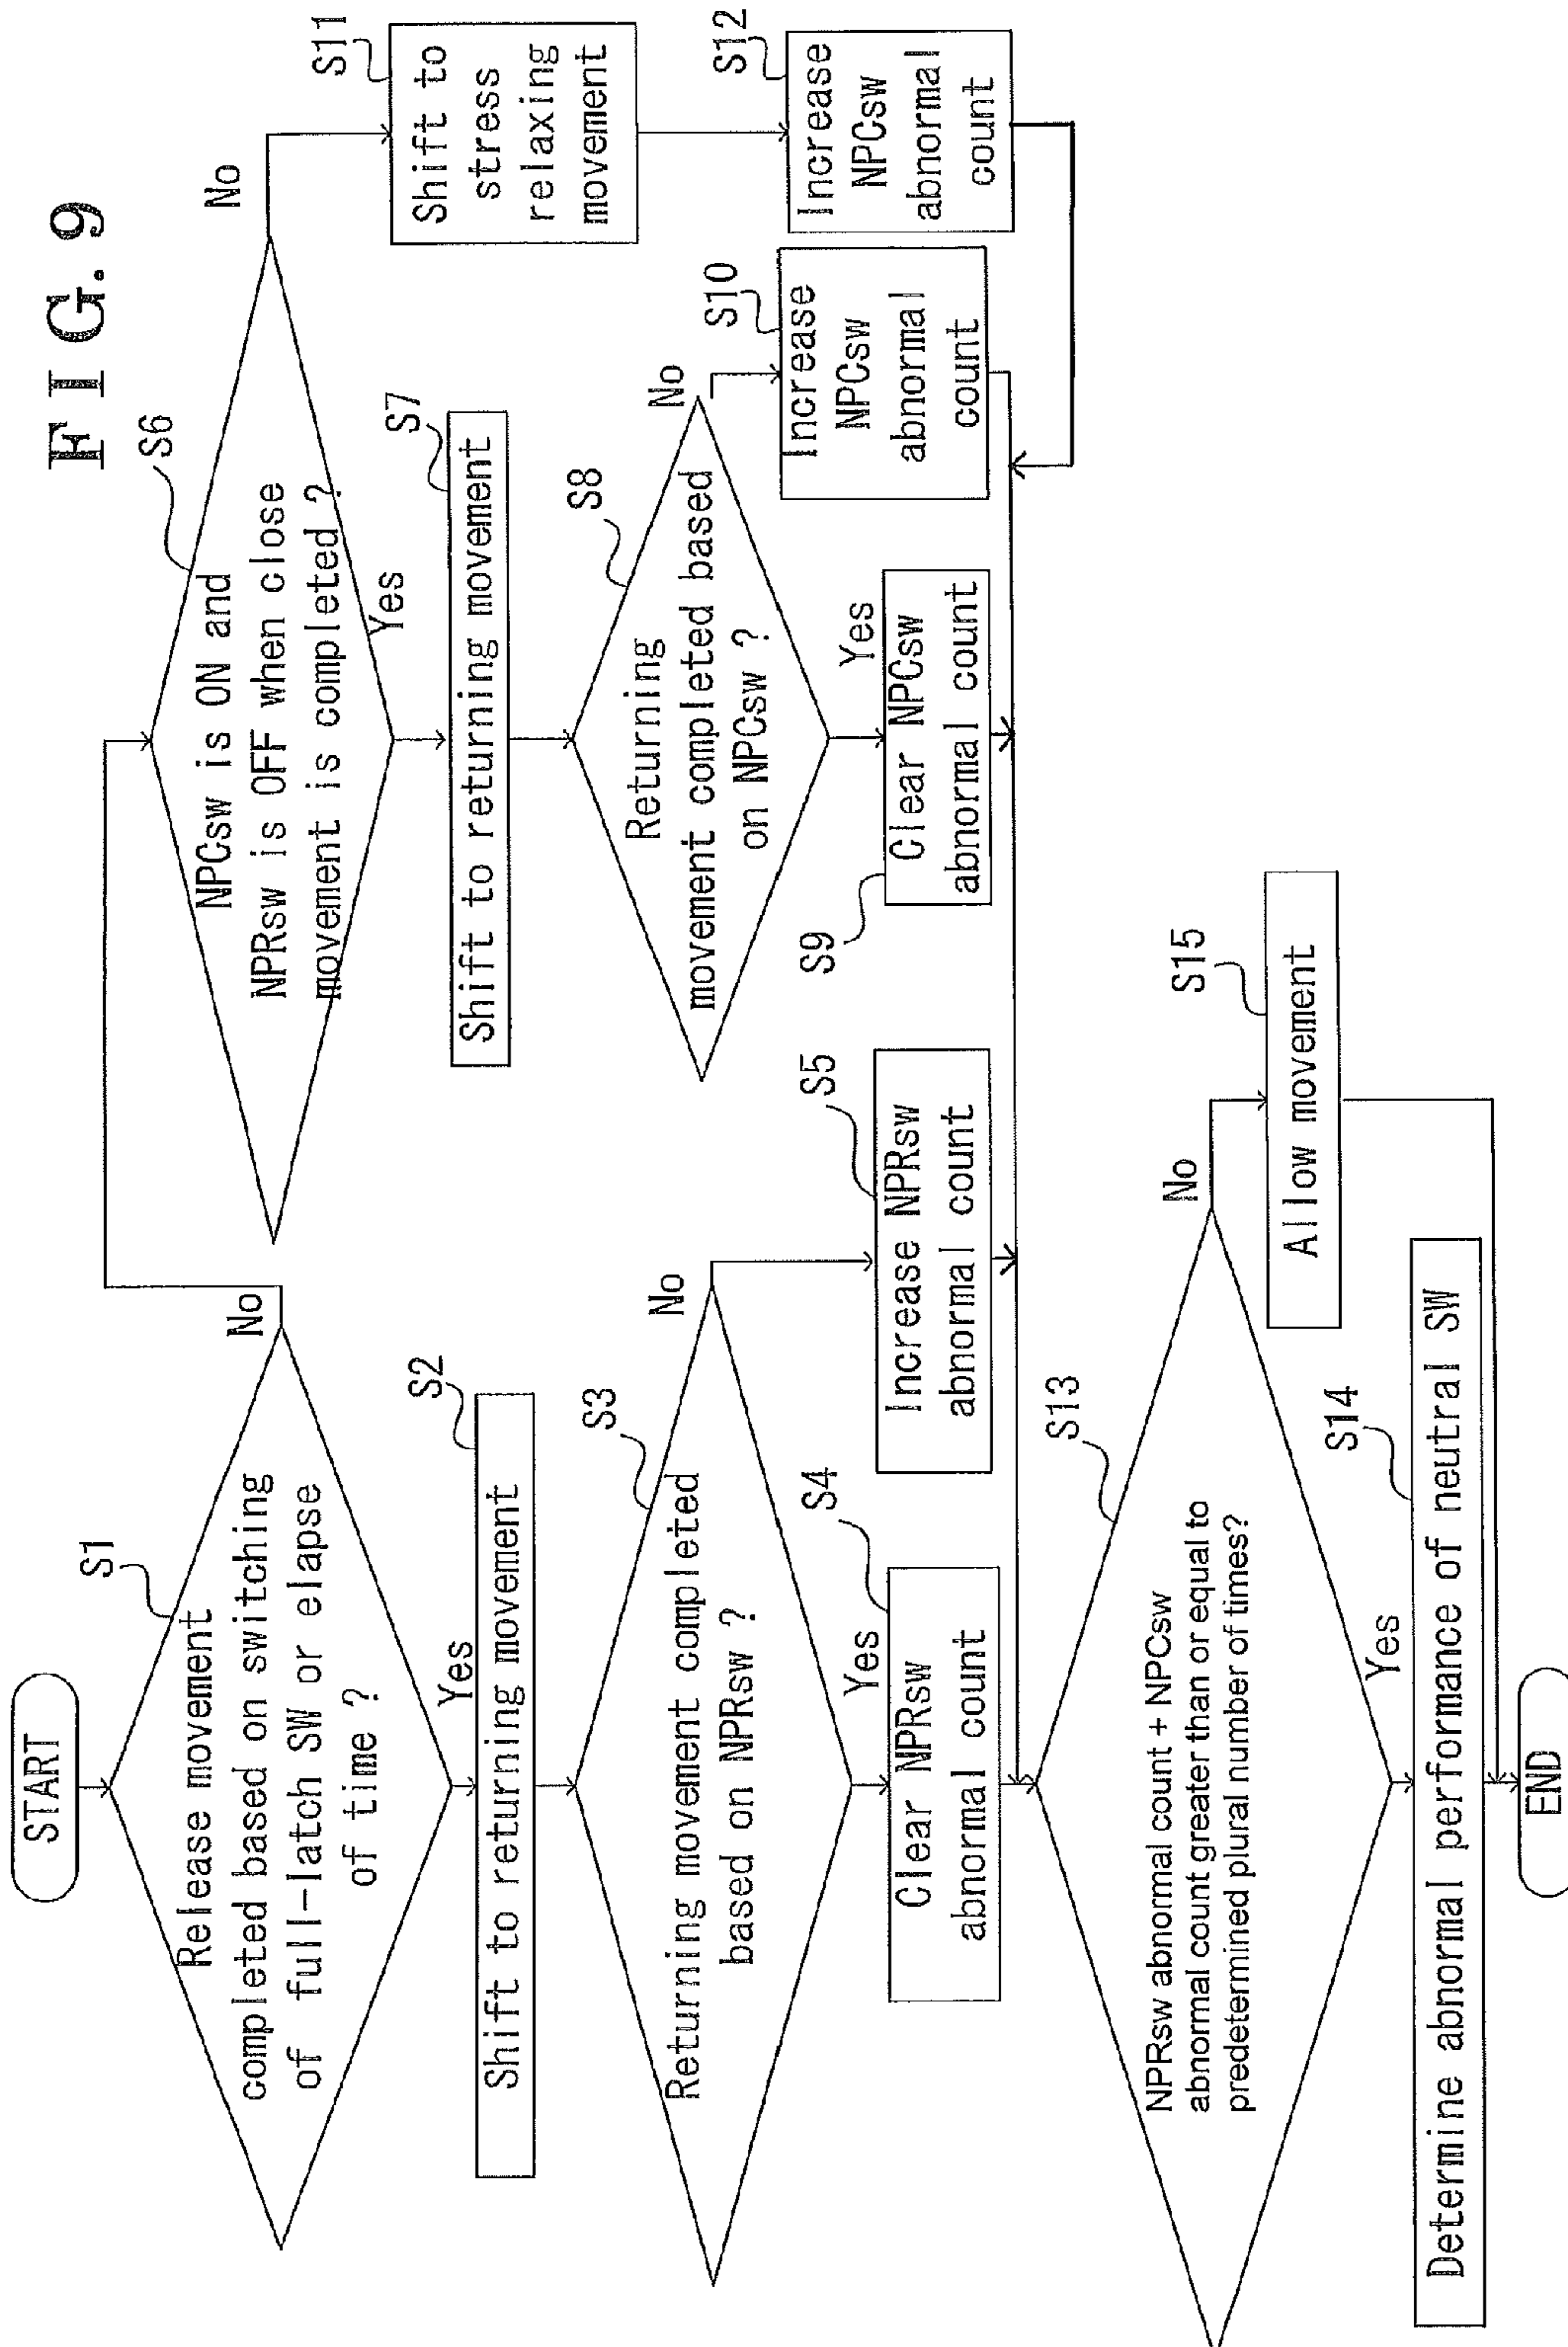 F I G. 9
START
S1
Release movement
completed based on switching
of full-latch SW or elapse
of time ?
No
Yes
S2
Shift to returning movement
S3
Returning movement completed
based on NPRsw ?
No
Yes
S4
Clear NPRsw
abnormal count
S5
Increase NPRsw
abnormal count
S6
NPCsw is ON and
NPRsw is OFF when close
movement is completed ?
No
Yes
S7
Shift to returning movement
S8
Returning
movement completed based
on NPCsw ?
No
Yes
S9
Clear NPCsw
abnormal count
S10
Increase
NPCsw
abnormal
count
S11
Shift to
stress
relaxing
movement
S12
Increase
NPCsw
abnormal
count
S13
NPRsw abnormal count + NPCsw
abnormal count greater than or equal to
predetermined plural number of times?
No
Yes
S14
Determine abnormal performance of neutral SW
S15
Allow movement
END